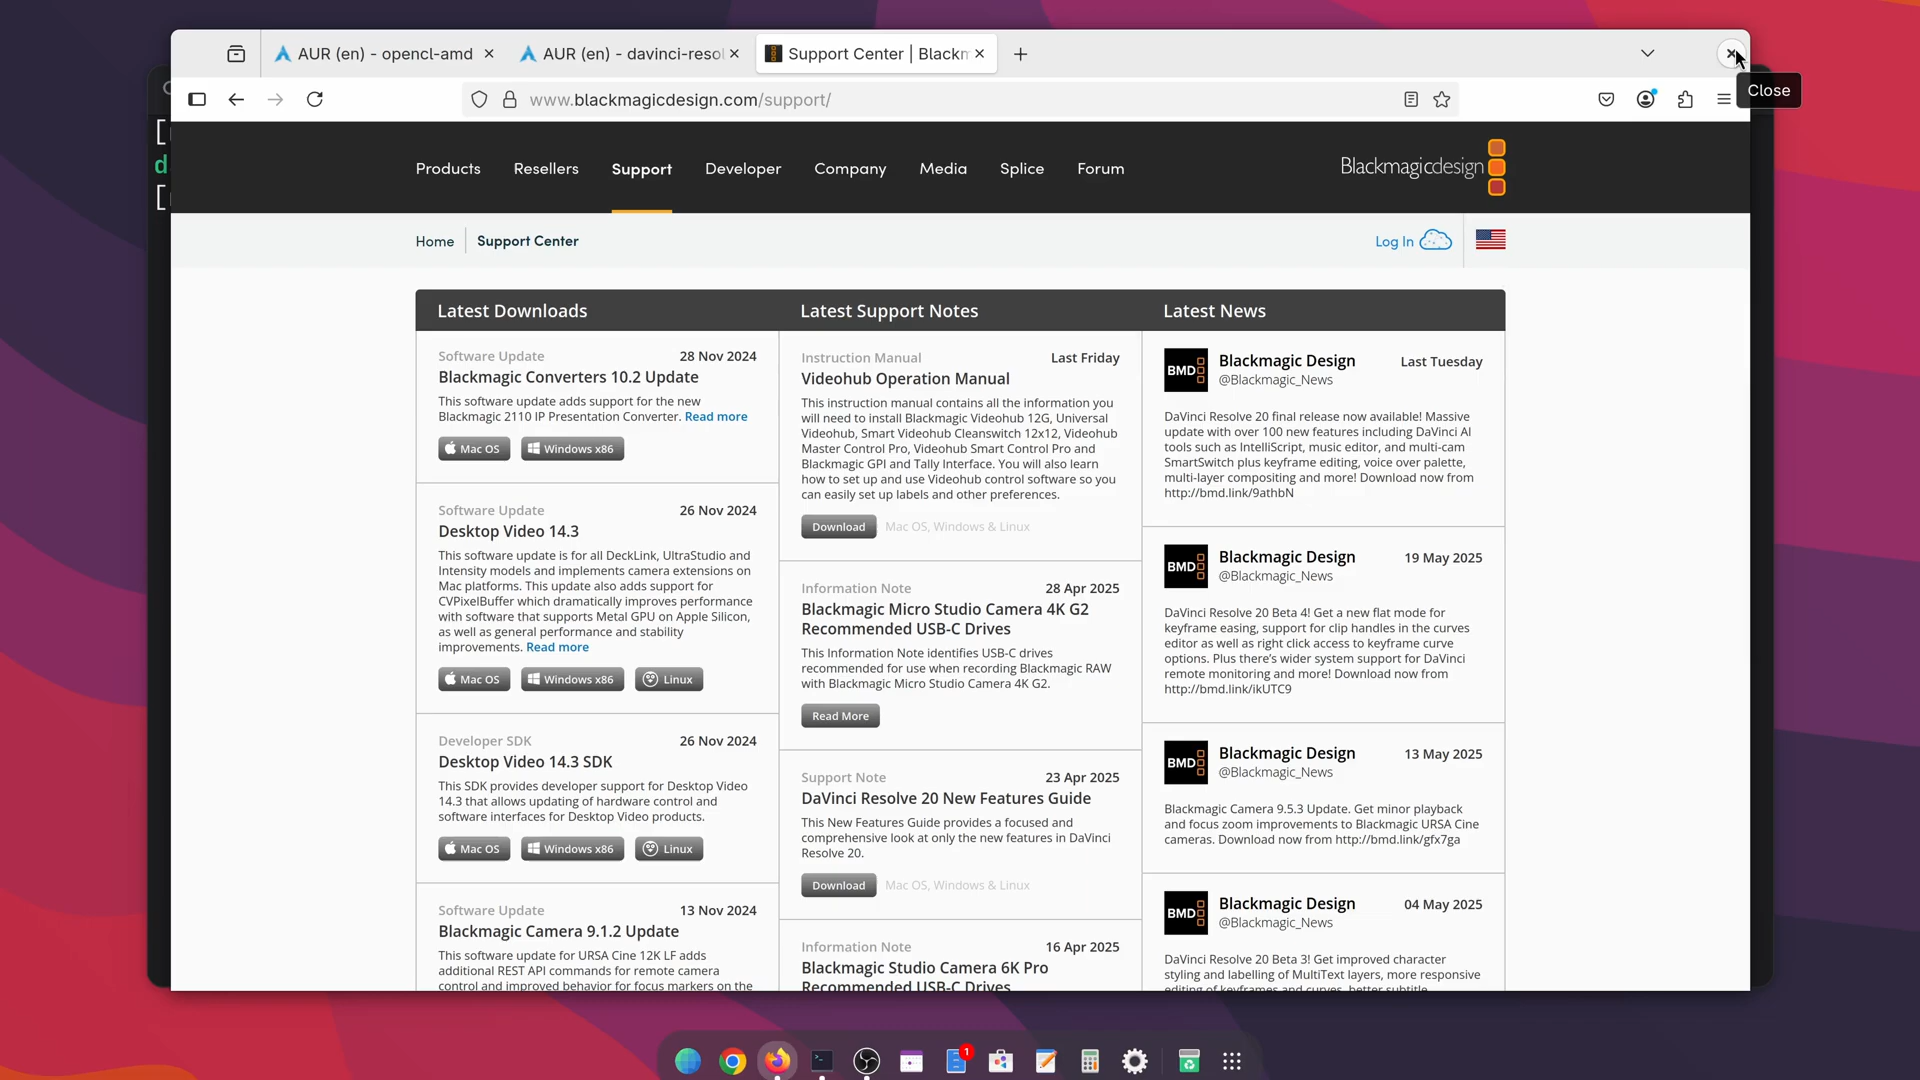 AUR (en) - opencl-amd
AUR (en) - davinci-resol
Support Center | Blackm
Close
www.blackmagicdesign.com/support/
[
d
[
Products
Resellers
Support
Developer
Company
Media
Splice
Forum
Blackmagicdesign
Home
Support Center
Log In
Latest Downloads
Software Update
28 Nov 2024
Blackmagic Converters 10.2 Update
This software update adds support for the new
Blackmagic 2110 IP Presentation Converter. Read more
Mac OS
Windows x86
Software Update
26 Nov 2024
Desktop Video 14.3
This software update is for all DeckLink, UltraStudio and
Intensity models and implements camera extensions on
Mac platforms. This update also adds support for
CVPixelBuffer which dramatically improves performance
with software that supports Metal GPU on Apple Silicon,
as well as general performance and stability
improvements. Read more
Mac OS
Windows x86
Linux
Developer SDK
26 Nov 2024
Desktop Video 14.3 SDK
This SDK provides developer support for Desktop Video
14.3 that allows updating of hardware control and
software interfaces for Desktop Video products.
Mac OS
Windows x86
Linux
Software Update
13 Nov 2024
Blackmagic Camera 9.1.2 Update
This software update for URSA Cine 12K LF adds
additional REST API commands for remote camera
control and improved behavior for focus markers on the
Latest Support Notes
Instruction Manual
Last Friday
Videohub Operation Manual
This instruction manual contains all the information you
will need to install Blackmagic Videohub 12G, Universal
Videohub, Smart Videohub Cleanswitch 12x12, Videohub
Master Control Pro, Videohub Smart Control Pro and
Blackmagic GPI and Tally Interface. You will also learn
how to set up and use Videohub control software so you
can easily set up labels and other preferences.
Download
Mac OS, Windows & Linux
Information Note
28 Apr 2025
Blackmagic Micro Studio Camera 4K G2
Recommended USB-C Drives
This Information Note identifies USB-C drives
recommended for use when recording Blackmagic RAW
with Blackmagic Micro Studio Camera 4K G2.
Read More
Support Note
23 Apr 2025
DaVinci Resolve 20 New Features Guide
This New Features Guide provides a focused and
comprehensive look at only the new features in DaVinci
Resolve 20.
Download
Mac OS, Windows & Linux
Information Note
16 Apr 2025
Blackmagic Studio Camera 6K Pro
Recommended USB-C Drives
Latest News
BMD
Blackmagic Design
Last Tuesday
@Blackmagic_News
DaVinci Resolve 20 final release now available! Massive
update with over 100 new features including DaVinci AI
tools such as IntelliScript, music editor, and multi-cam
SmartSwitch plus keyframe editing, voice over palette,
multi-layer compositing and more! Download now from
http://bmd.link/9athbN
BMD
Blackmagic Design
19 May 2025
@Blackmagic_News
DaVinci Resolve 20 Beta 4! Get a new flat mode for
keyframe easing, support for clip handles in the curves
editor as well as right click access to keyframe curve
options. Plus there's wider system support for DaVinci
remote monitoring and more! Download now from
http://bmd.link/ikUTC9
BMD
Blackmagic Design
13 May 2025
@Blackmagic_News
Blackmagic Camera 9.5.3 Update. Get minor playback
and focus zoom improvements to Blackmagic URSA Cine
cameras. Download now from http://bmd.link/gfx7ga
BMD
Blackmagic Design
04 May 2025
@Blackmagic_News
DaVinci Resolve 20 Beta 3! Get improved character
styling and labelling of MultiText layers, more responsive
editing of keyframes and curves, better subtitle
1